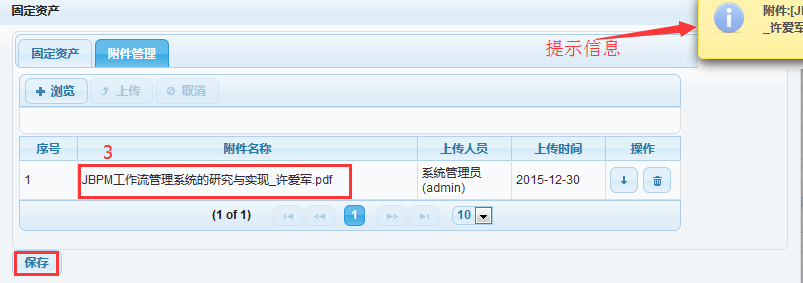 固定资产
附件:[JB
_许爱军
提示信息
固定资产 附件管理
浏览 上传 取消
3
序号 附件名称 上传人员 上传时间 操作
1 JBPM工作流管理系统的研究与实现_许爱军.pdf 系统管理员 2015-12-30
(admin)
(1 of 1) 1 10
保存